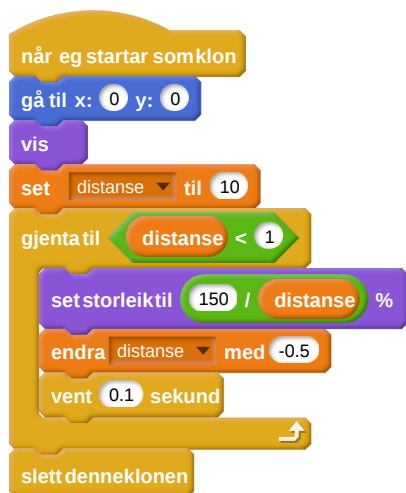 når eg startar som klon
gå til x: 0 y: 0
vis
set distanse til 10
gjenta til distanse < 1
set storleik til 150 / distanse %
endra distanse med -0.5
vent 0.1 sekund
slett denne klonen